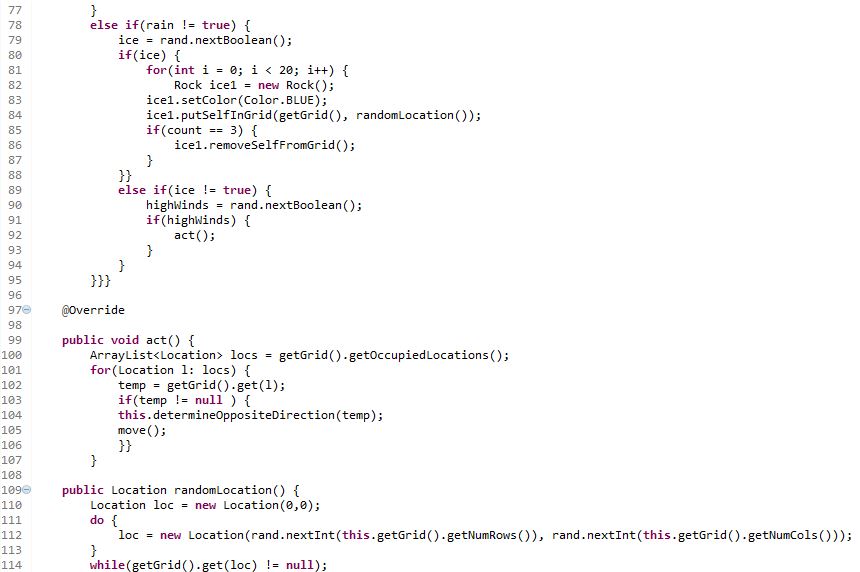 77 }
78 else if(rain != true) {
79 ice = rand.nextBoolean();
80 if(ice) {
81 for(int i = 0; i < 20; i++) {
82 Rock ice1 = new Rock();
83 ice1.setColor(Color.BLUE);
84 ice1.putSelfInGrid(getGrid(), randomLocation());
85 if(count == 3) {
86 ice1.removeSelfFromGrid();
87 }
88 }}
89 else if(ice != true) {
90 highWinds = rand.nextBoolean();
91 if(highWinds) {
92 act();
93 }
94 }
95 }}}
96
97 @Override
98
99 public void act() {
100 ArrayList<Location> locs = getGrid().getOccupiedLocations();
101 for(Location l: locs) {
102 temp = getGrid().get(l);
103 if(temp != null ) {
104 this.determineOppositeDirection(temp);
105 move();
106 }}
107 }
108
109 public Location randomLocation() {
110 Location loc = new Location(0,0);
111 do {
112 loc = new Location(rand.nextInt(this.getGrid().getNumRows()), rand.nextInt(this.getGrid().getNumCols()));
113 }
114 while(getGrid().get(loc) != null);